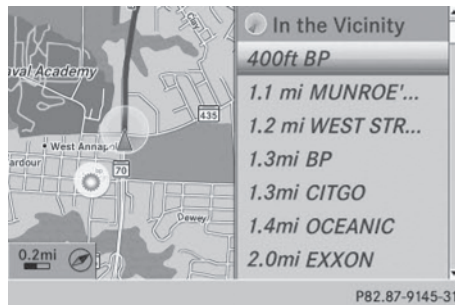 In the Vicinity
400ft BP
1.1 mi MUNROE'...
1.2 mi WEST STR...
1.3mi BP
1.3mi CITGO
1.4mi OCEANIC
2.0mi EXXON
aval Academy
435
West Annapol
ardour
70
Dewey
0.2mi
P82.87-9145-31